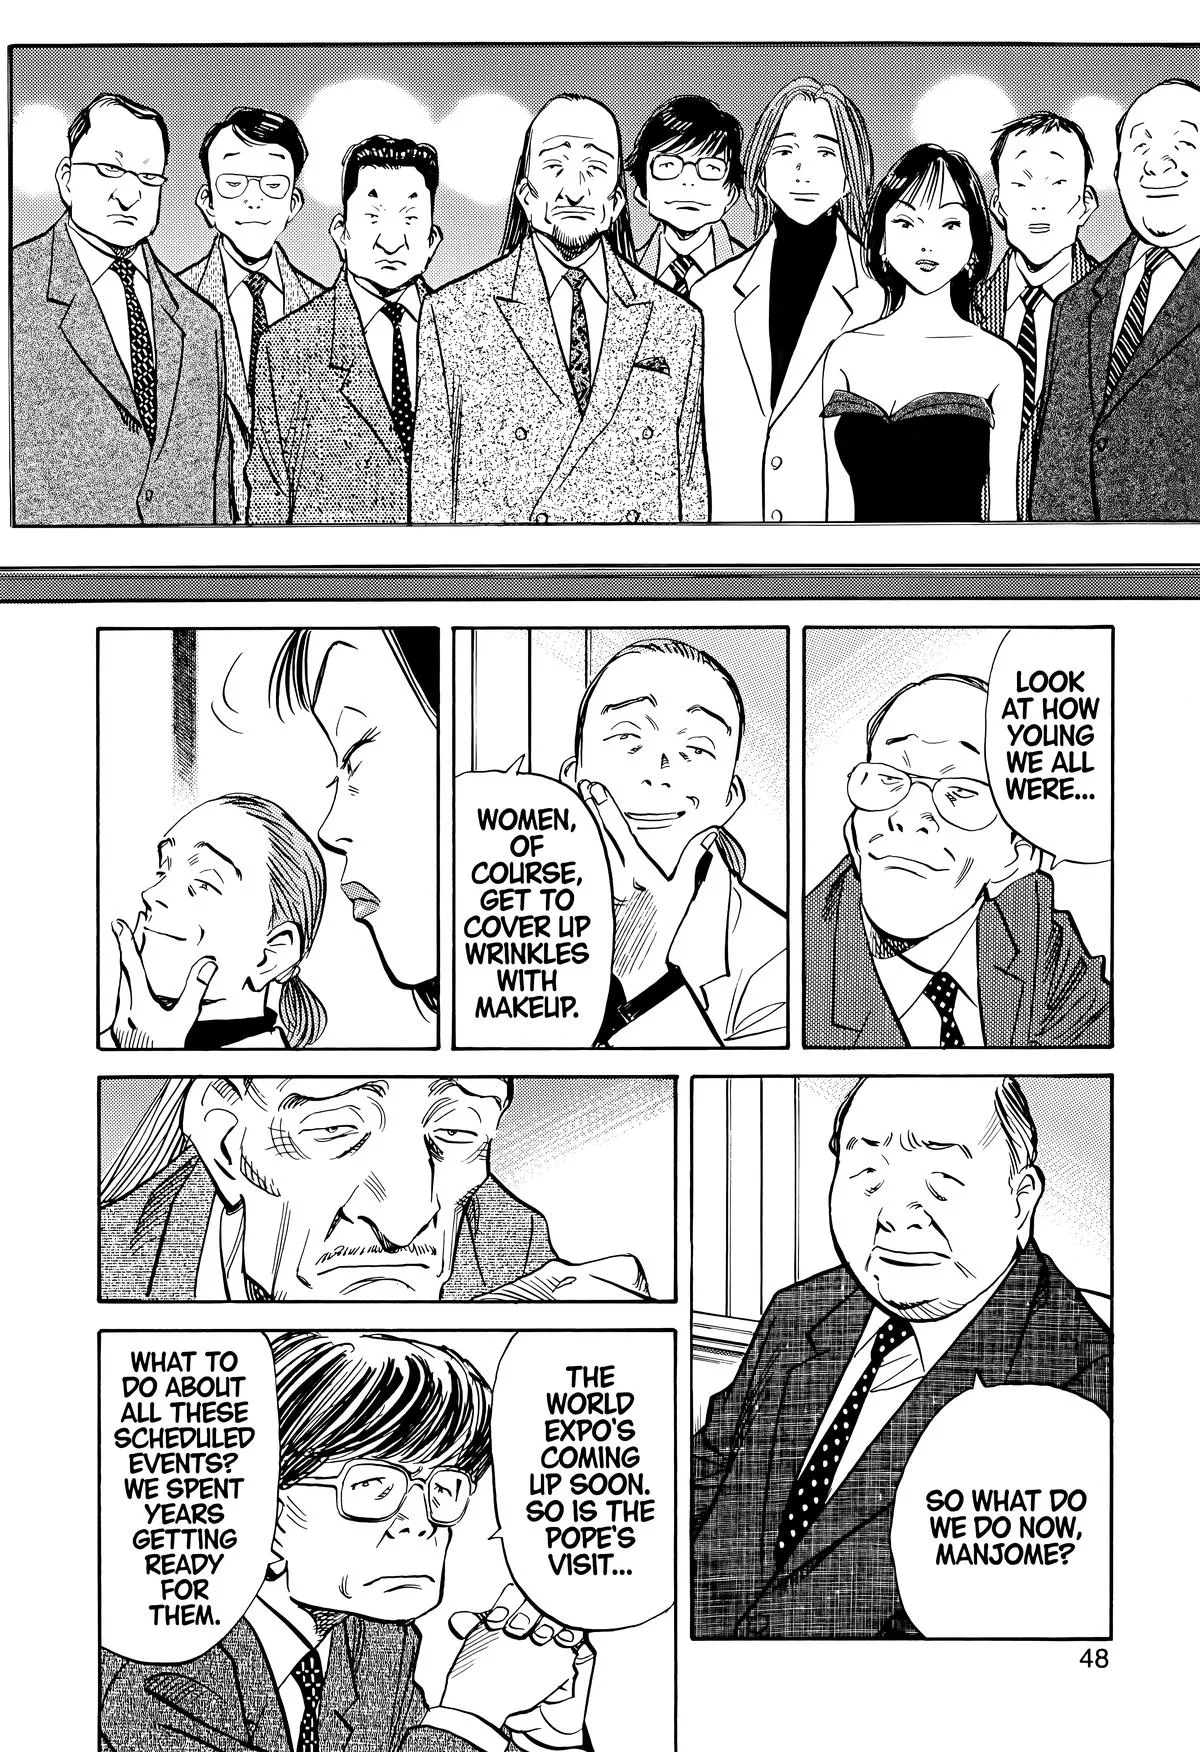 LOOK
AT HOW
YOUNG
WE ALL
WERE...
WOMEN,
OF
COURSE,
GET TO
COVER UP
WRINKLES
WITH
MAKEUP.
SO WHAT DO
WE DO NOW,
MANJOME?
THE
WORLD
EXPO'S
COMING
UP SOON.
SO IS THE
POPE'S
VISIT...
WHAT TO
DO ABOUT
ALL THESE
SCHEDULED
EVENTS?
WE SPENT
YEARS
GETTING
READY
FOR
THEM.
48